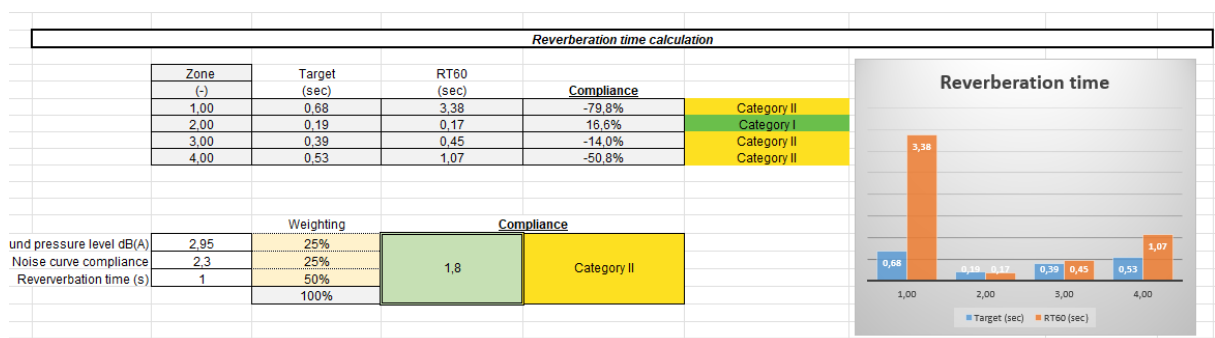 Reverberation time calculation
Zone Target RT60
(-) (sec) (sec) Compliance
1,00 0,68 3,38 -79,8% Category II
2,00 0,19 0,17 16,6% Category I
3,00 0,39 0,45 -14,0% Category II
4,00 0,53 1,07 -50,8% Category II
Weighting Compliance
und pressure level dB(A) 2,95 25%
Noise curve compliance 2,3 25%
1,8 Category II
Reververbation time (s) 1 50%
100%
Reverberation time
3,38
0,68
0,19 0,17
0,39 0,45
0,53
1,07
1,00 2,00 3,00 4,00
Target (sec) RT60 (sec)